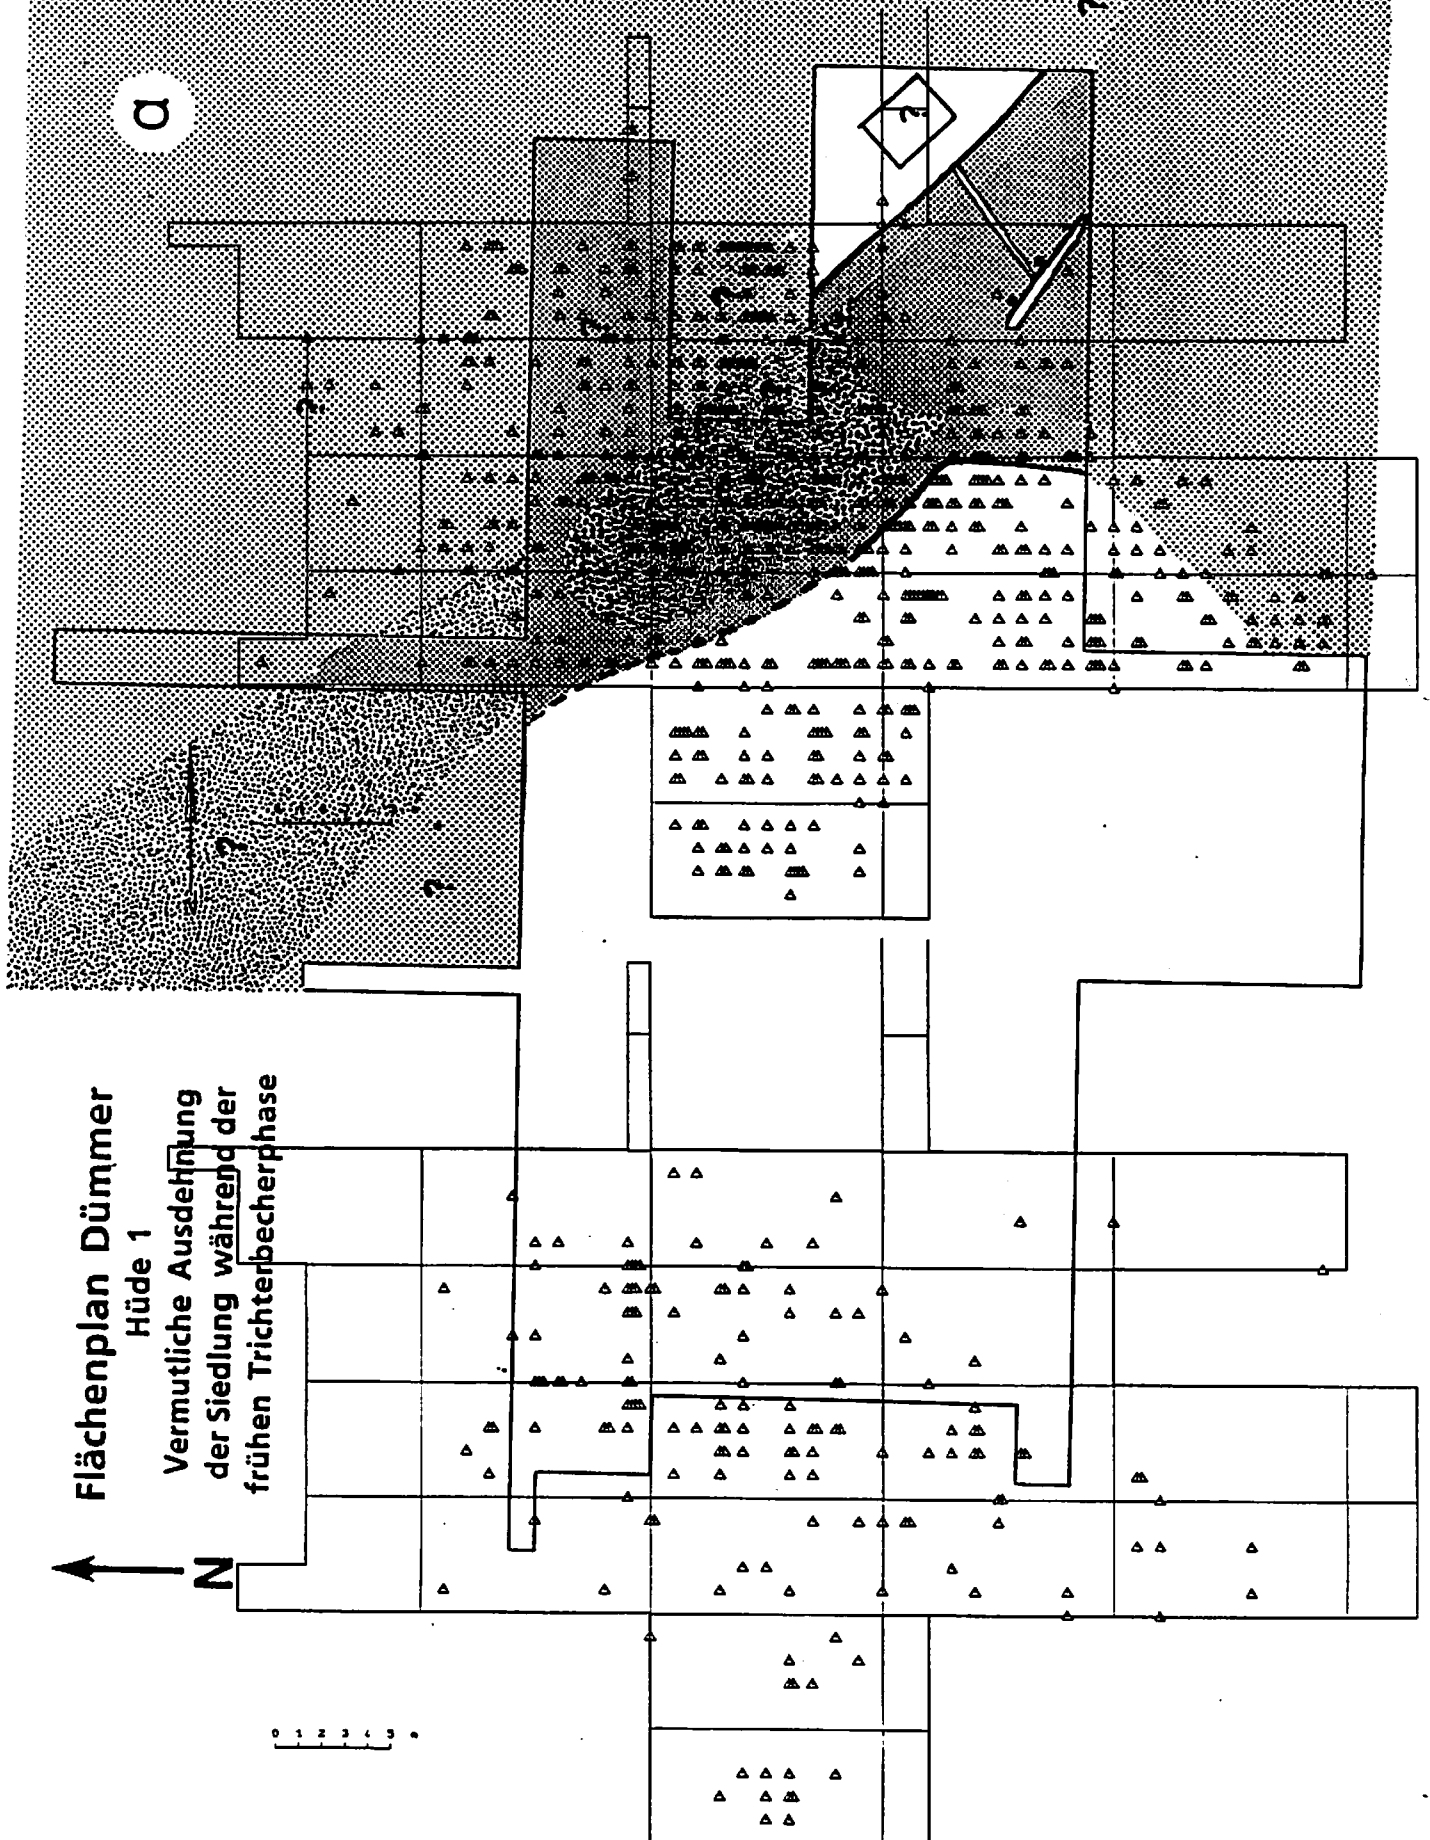 a
?
?
?
?
?
?
?
?
Flächenplan Dümmer
Hüde 1
Vermutliche Ausdehnung
der Siedlung während der
frühen Trichterbecherphase
N
0 1 2 3 4 5 m